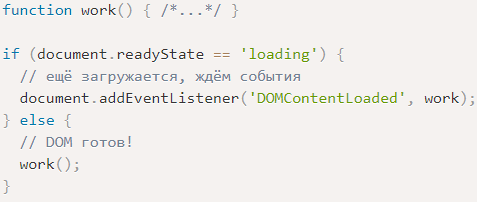 function work() { /*...*/ }
if (document.readyState == 'loading') {
// ещё загружается, ждём события
document.addEventListener('DOMContentLoaded', work);
} else {
// DOM готов!
work();
}